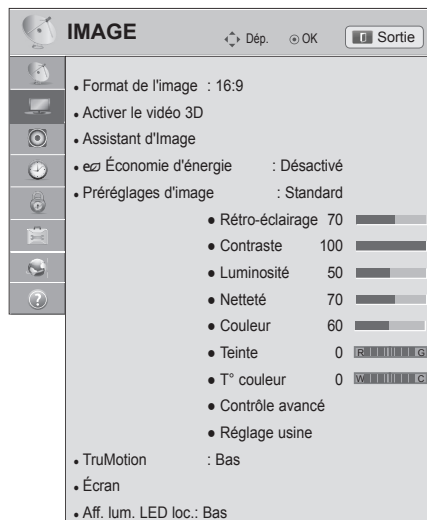 IMAGE Dép. OK Sortie
• Format de l'image : 16:9
• Activer le vidéo 3D
• Assistant d'Image
• Économie d'énergie : Désactivé
• Préréglages d'image : Standard
● Rétro-éclairage 70
● Contraste 100
● Luminosité 50
● Netteté 70
● Couleur 60
● Teinte 0 R G
● T° couleur 0 W C
● Contrôle avancé
● Réglage usine
• TruMotion : Bas
• Écran
• Aff. lum. LED loc.: Bas